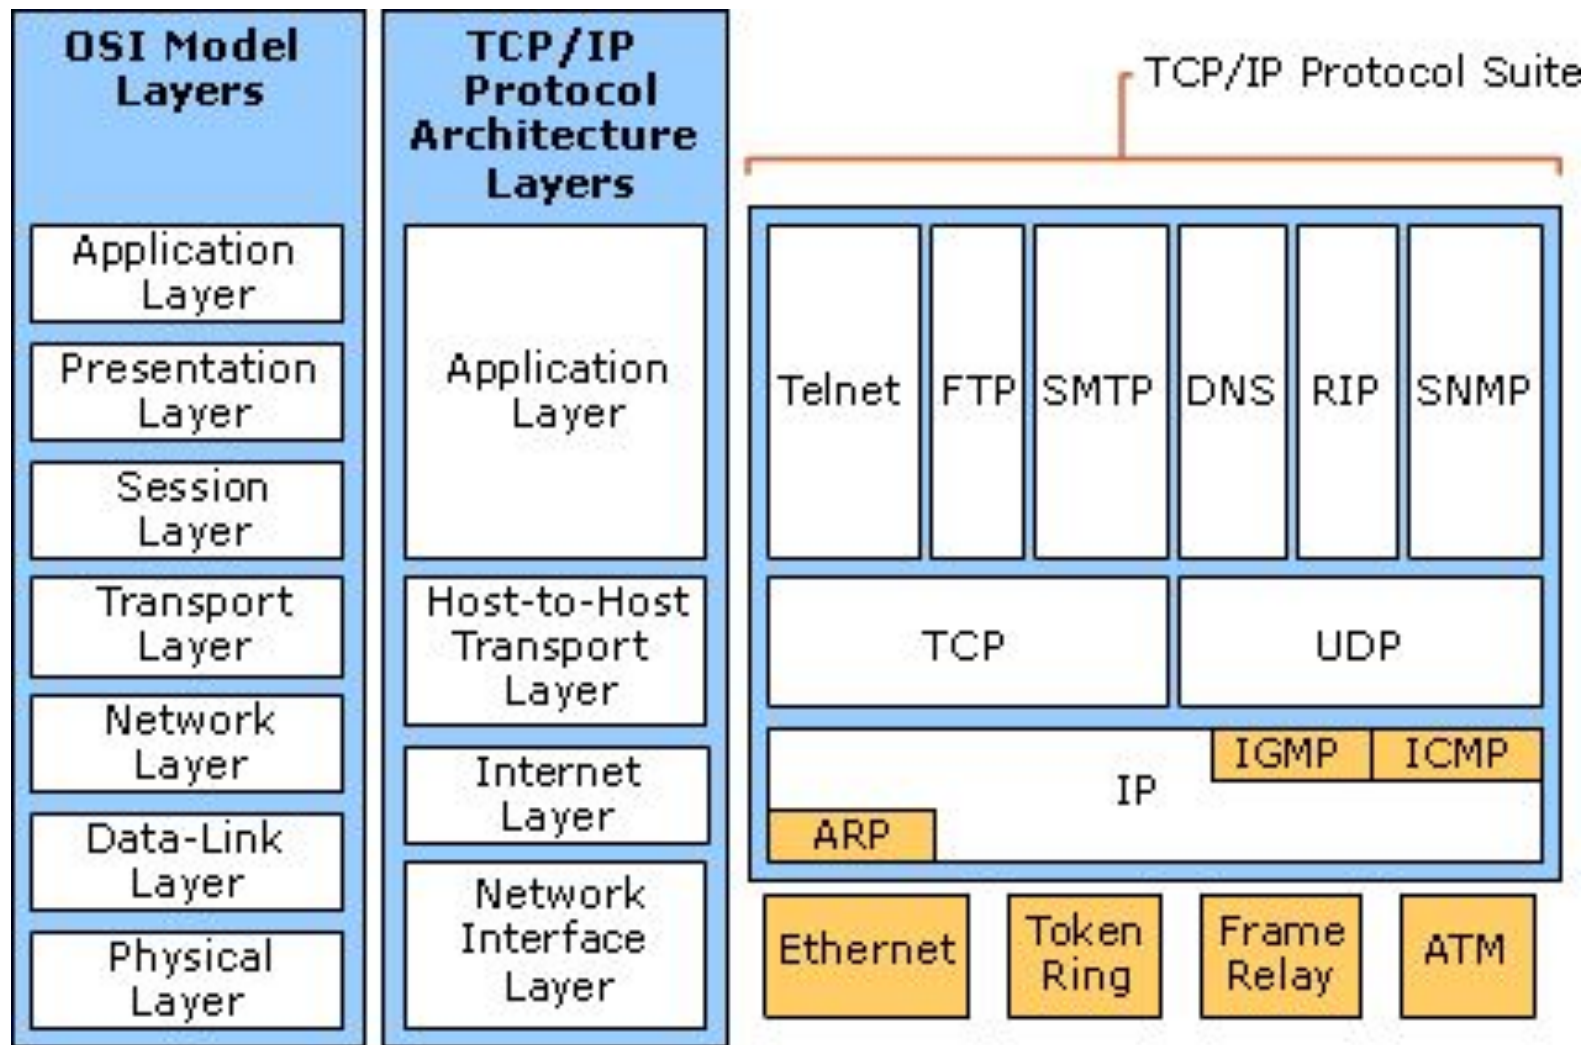 OSI Model
Layers
Application
Layer
Presentation
Layer
Session
Layer
Transport
Layer
Network
Layer
Data-Link
Layer
Physical
Layer
TCP/IP
Protocol
Architecture
Layers
Application
Layer
Host-to-Host
Transport
Layer
Internet
Layer
Network
Interface
Layer
TCP/IP Protocol Suite
Telnet
FTP
SMTP
DNS
RIP
SNMP
TCP
UDP
IP
IGMP
ICMP
ARP
Ethernet
Token
Ring
Frame
Relay
ATM